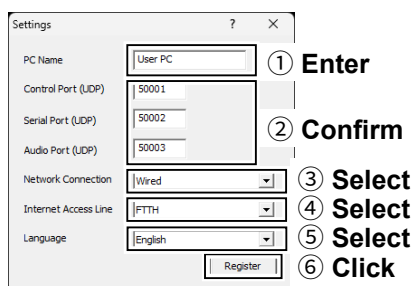 Settings ? ×
PC Name User PC ① Enter
Control Port (UDP) 50001
Serial Port (UDP) 50002 ② Confirm
Audio Port (UDP) 50003
Network Connection Wired ③ Select
Internet Access Line FTTH ④ Select
Language English ⑤ Select
Register ⑥ Click